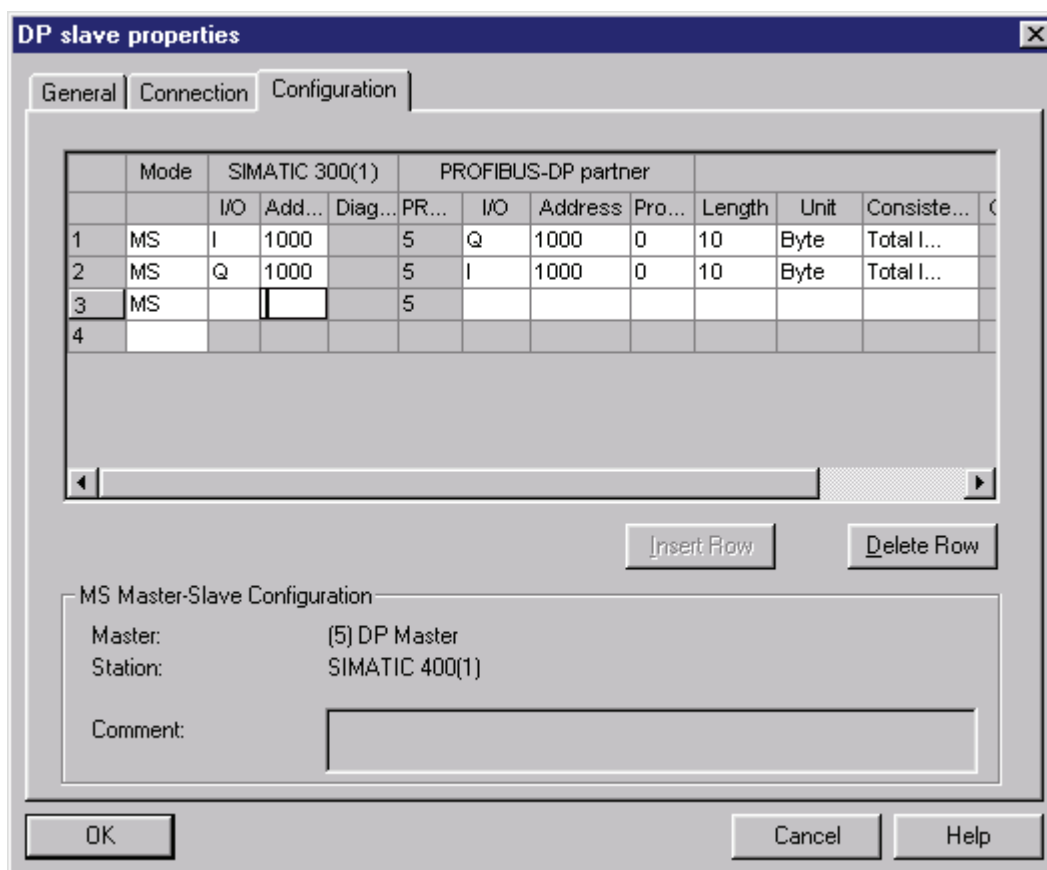 DP slave properties
General Connection Configuration
Mode SIMATIC 300(1) PROFIBUS-DP partner
I/O Add... Diag... PR... I/O Address Pro... Length Unit Consiste...
1 MS I 1000 5 Q 1000 0 10 Byte Total l...
2 MS Q 1000 5 I 1000 0 10 Byte Total l...
3 MS 5
4
Insert Row Delete Row
MS Master-Slave Configuration
Master: (5) DP Master
Station: SIMATIC 400(1)
Comment:
OK Cancel Help